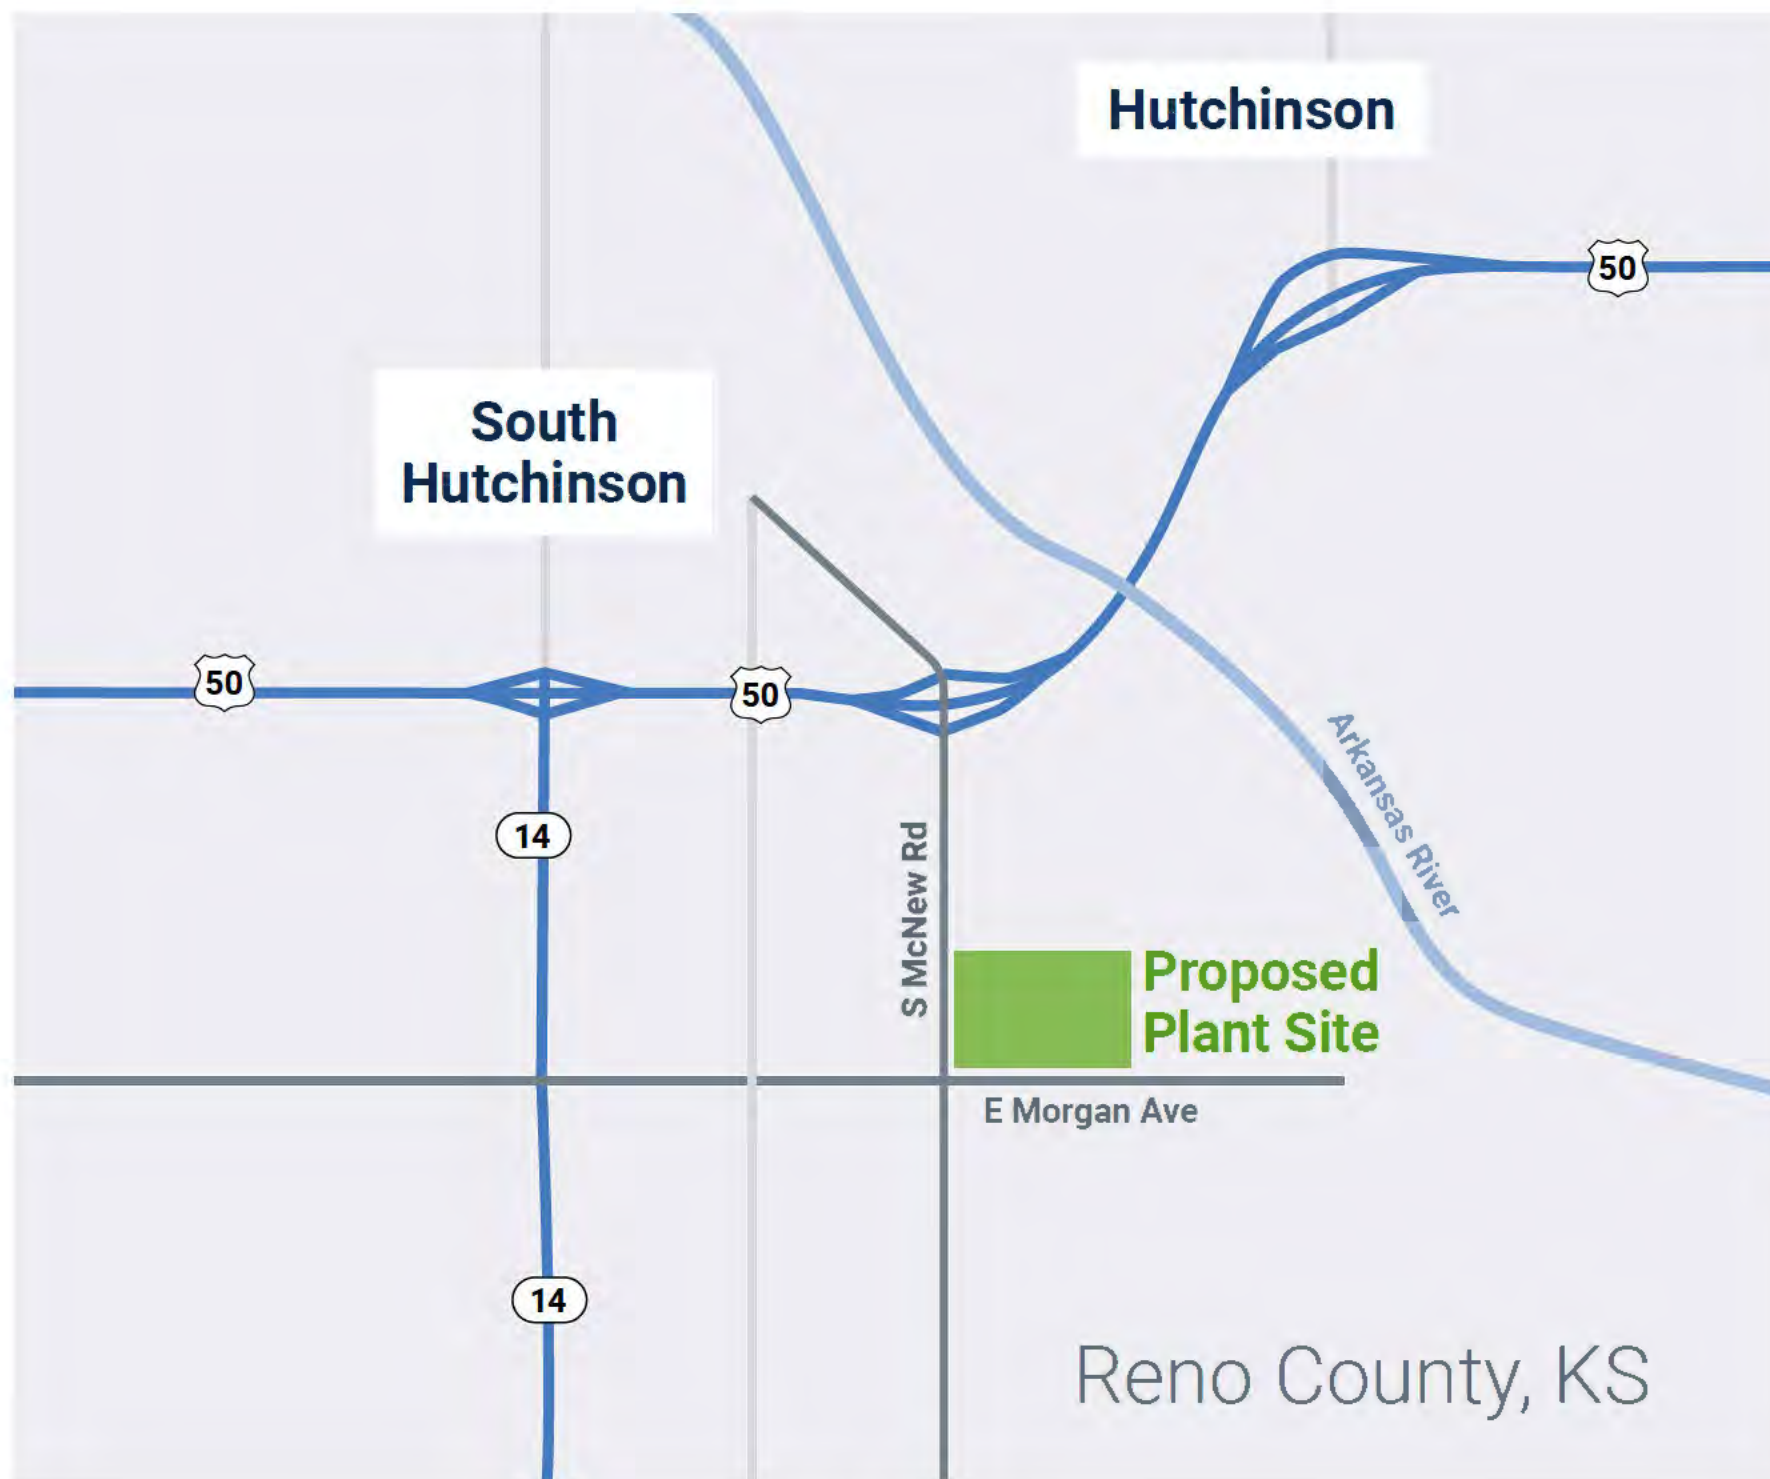 Hutchinson
50
South
Hutchinson
50
50
Arkansas River
14
S McNew Rd
Proposed
Plant Site
E Morgan Ave
14
Reno County, KS